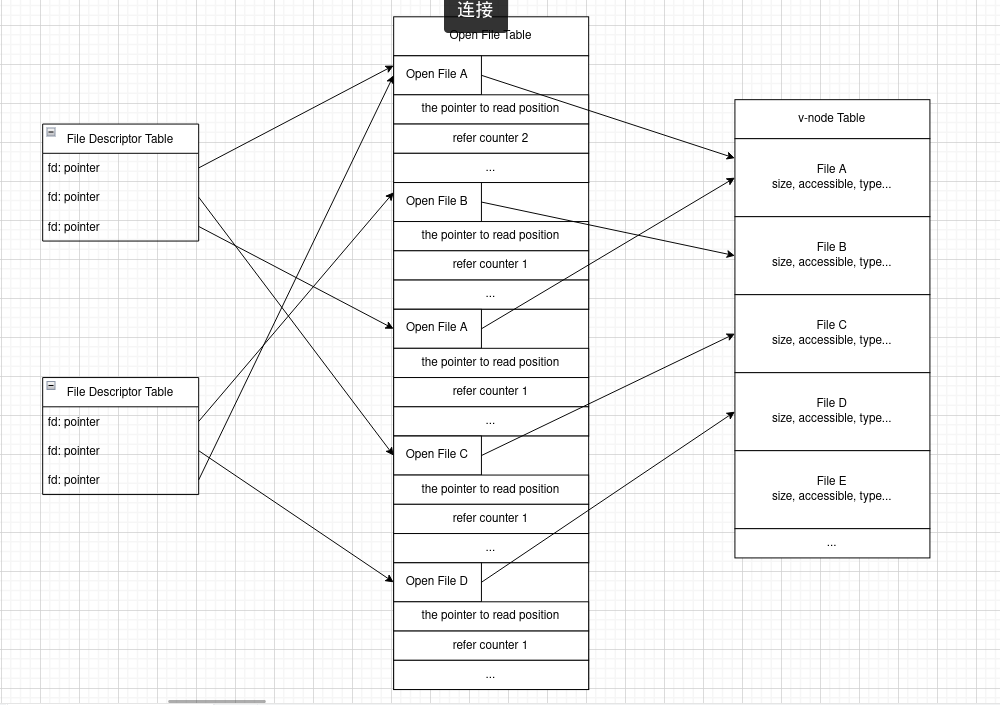 连接
Open File Table
Open File A
the pointer to read position
refer counter 2
...
Open File B
the pointer to read position
refer counter 1
...
Open File A
the pointer to read position
refer counter 1
...
Open File C
the pointer to read position
refer counter 1
...
Open File D
the pointer to read position
refer counter 1
...
File Descriptor Table
fd: pointer
fd: pointer
fd: pointer
File Descriptor Table
fd: pointer
fd: pointer
fd: pointer
v-node Table
File A
size, accessible, type...
File B
size, accessible, type...
File C
size, accessible, type...
File D
size, accessible, type...
File E
size, accessible, type...
...